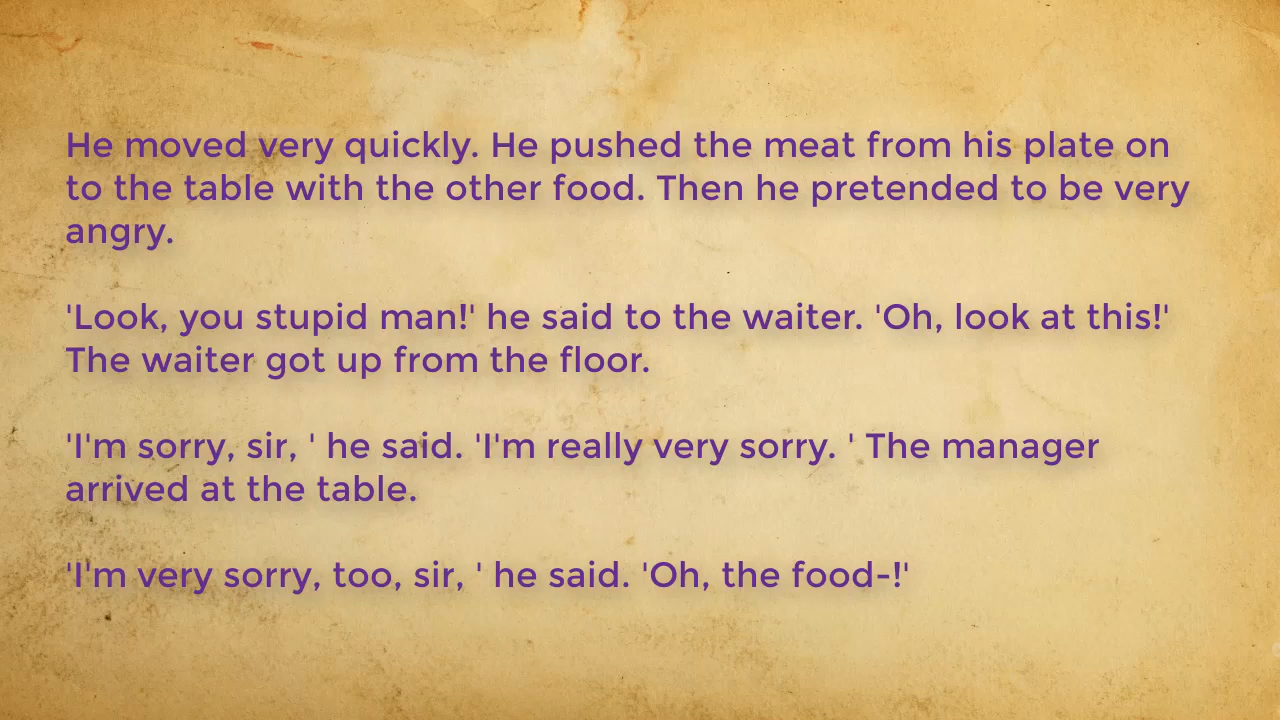 He moved very quickly. He pushed the meat from his plate on
to the table with the other food. Then he pretended to be very
angry.
'Look, you stupid man!' he said to the waiter. 'Oh, look at this!'
The waiter got up from the floor.
'I'm sorry, sir, ' he said. 'I'm really very sorry. ' The manager
arrived at the table.
'I'm very sorry, too, sir, ' he said. 'Oh, the food-!'